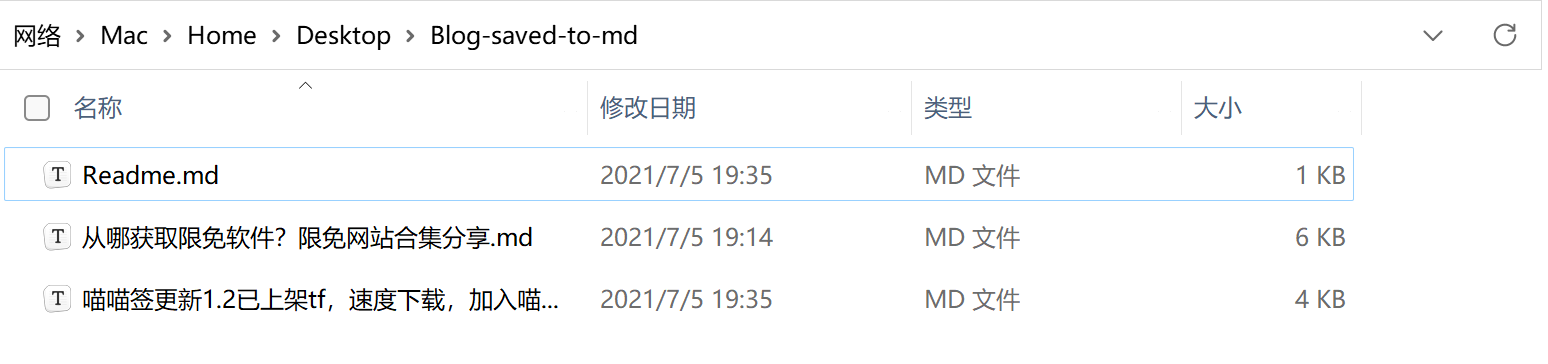 网络 > Mac > Home > Desktop > Blog-saved-to-md
名称 修改日期 类型 大小
Readme.md 2021/7/5 19:35 MD 文件 1 KB
从哪获取限免软件？限免网站合集分享.md 2021/7/5 19:14 MD 文件 6 KB
喵喵签更新1.2已上架tf，速度下载，加入喵... 2021/7/5 19:35 MD 文件 4 KB